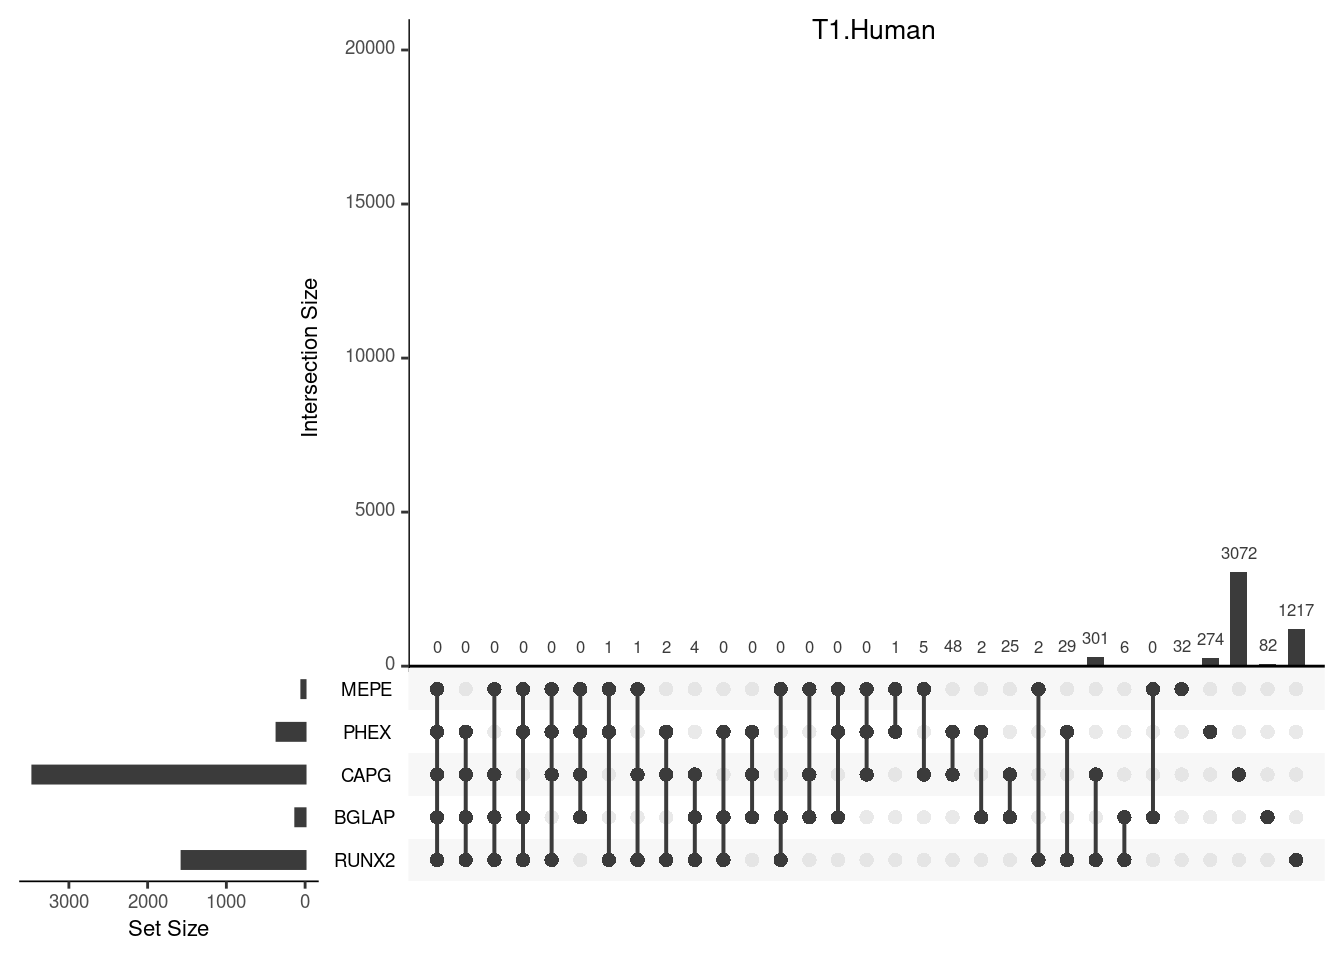 T1.Human
20000
15000
10000
5000
0
Intersection Size
0 0 0 0 0 0 1 1 2 4 0 0 0 0 0 0 1 5 48 2 25 2 29 301 6 0 32 274 3072 82 1217
MEPE
PHEX
CAPG
BGLAP
RUNX2
3000 2000 1000 0
Set Size